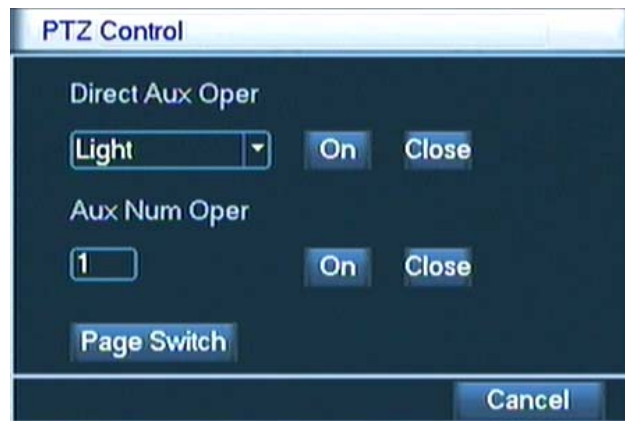 PTZ Control
Direct Aux Oper
Light On Close
Aux Num Oper
1 On Close
Page Switch
Cancel